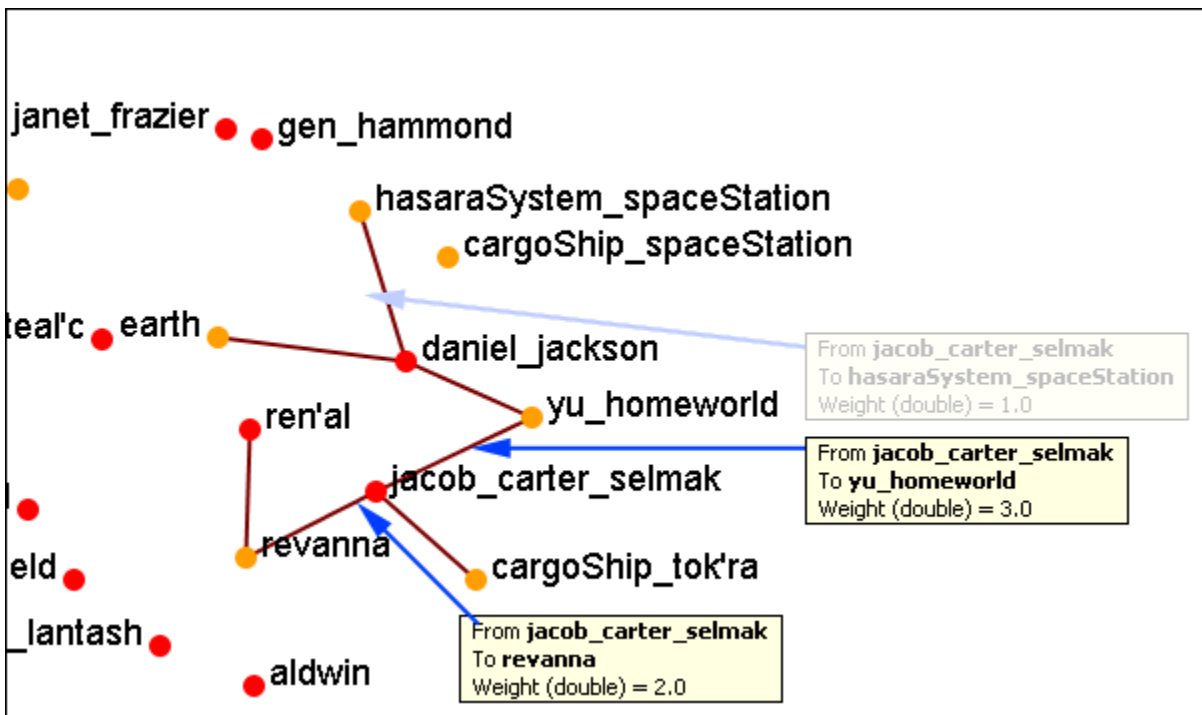 janet_frazier
gen_hammond
hasaraSystem_spaceStation
cargoShip_spaceStation
teal'c
earth
daniel_jackson
From jacob_carter_selmak
To hasaraSystem_spaceStation
Weight (double) = 1.0
yu_homeworld
ren'al
From jacob_carter_selmak
To yu_homeworld
Weight (double) = 3.0
jacob_carter_selmak
revanna
cargoShip_tok'ra
eld
_lantash
From jacob_carter_selmak
To revanna
Weight (double) = 2.0
aldwin